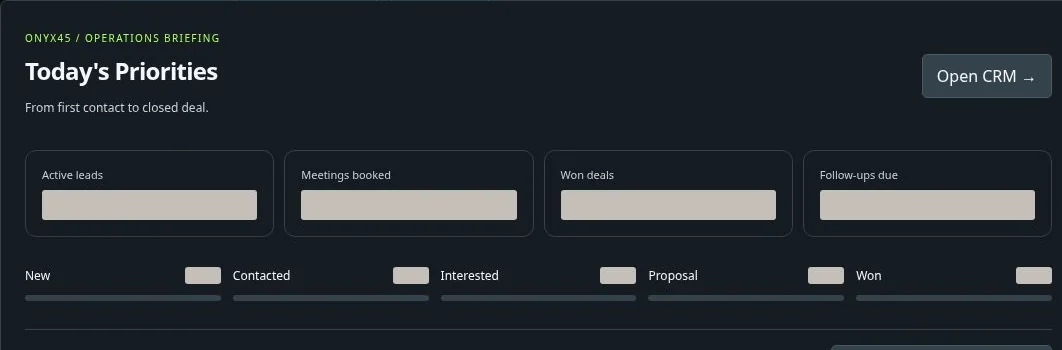 ONYX45 / OPERATIONS BRIEFING
Today's Priorities
Open CRM →
From first contact to closed deal.
Active leads
Meetings booked
Won deals
Follow-ups due
New
Contacted
Interested
Proposal
Won